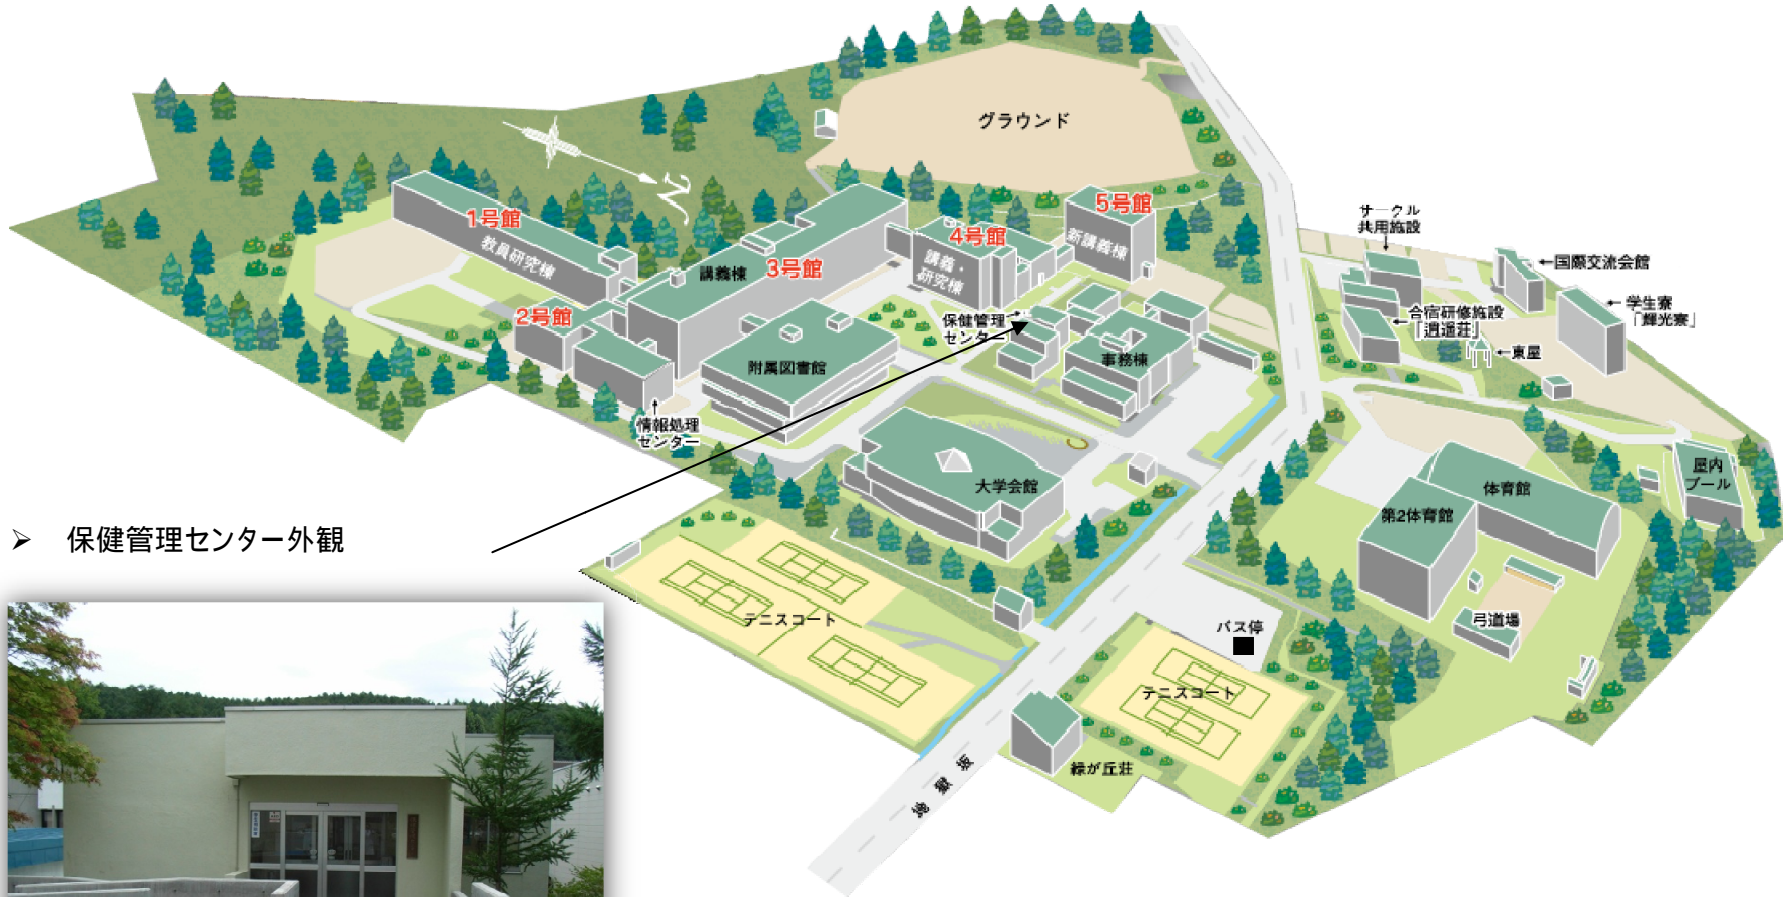 グラウンド
1号館
教員研究棟
講義棟
3号館
4号館
講義・
研究棟
5号館
新講義棟
サークル
共用施設
←国際交流会館
←学生寮
「輝光寮」
2号館
保健管理→
センター
合宿研修施設
「逍遥荘」
←東屋
附属図書館
事務棟
情報処理
センター
大学会館
屋内
プール
体育館
第2体育館
➢ 保健管理センター外観
テニスコート
バス停
弓道場
テニスコート
緑が丘荘
地獄坂